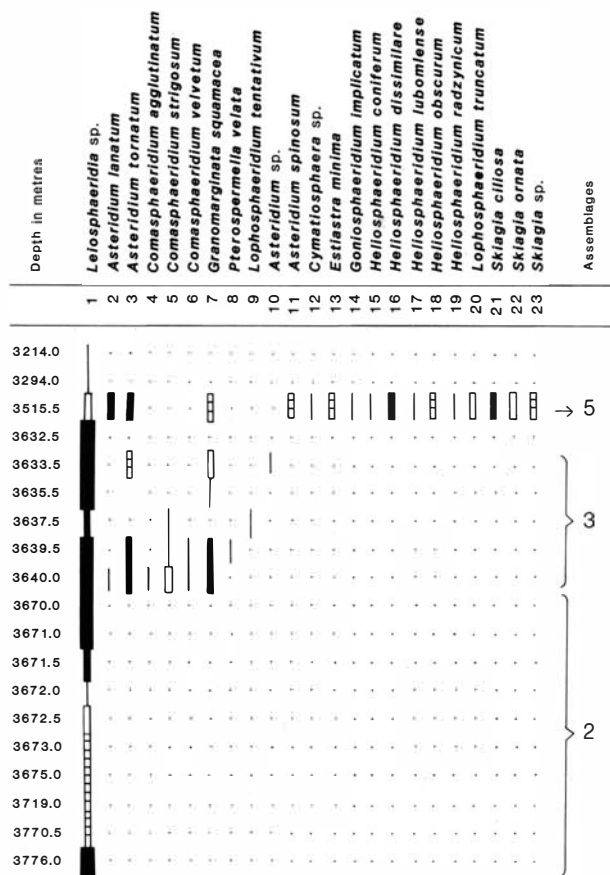 Depth in metres
Leiosphaeridia sp.
Asteridium lanatum
Asteridium tornatum
Comasphaeridium agglutinatum
Comasphaeridium strigosum
Comasphaeridium velvetum
Granomarginata squamacea
Pterospermella velata
Lophosphaeridium tentativum
Asteridium sp.
Asteridium spinosum
Cymatiosphaera sp.
Estiastra minima
Goniosphaeridium implicatum
Heliosphaeridium coniferum
Heliosphaeridium dissimilare
Heliosphaeridium lubomlense
Heliosphaeridium obscurum
Heliosphaeridium radzynicum
Lophosphaeridium truncatum
Skiagia ciliosa
Skiagia ornata
Skiagia sp.
Assemblages
1 2 3 4 5 6 7 8 9 10 11 12 13 14 15 16 17 18 19 20 21 22 23
3214.0
3294.0
3515.5 → 5
3632.5
3633.5
3635.5
3637.5 3
3639.5
3640.0
3670.0
3671.0
3671.5
3672.0
3672.5 2
3673.0
3675.0
3719.0
3770.5
3776.0